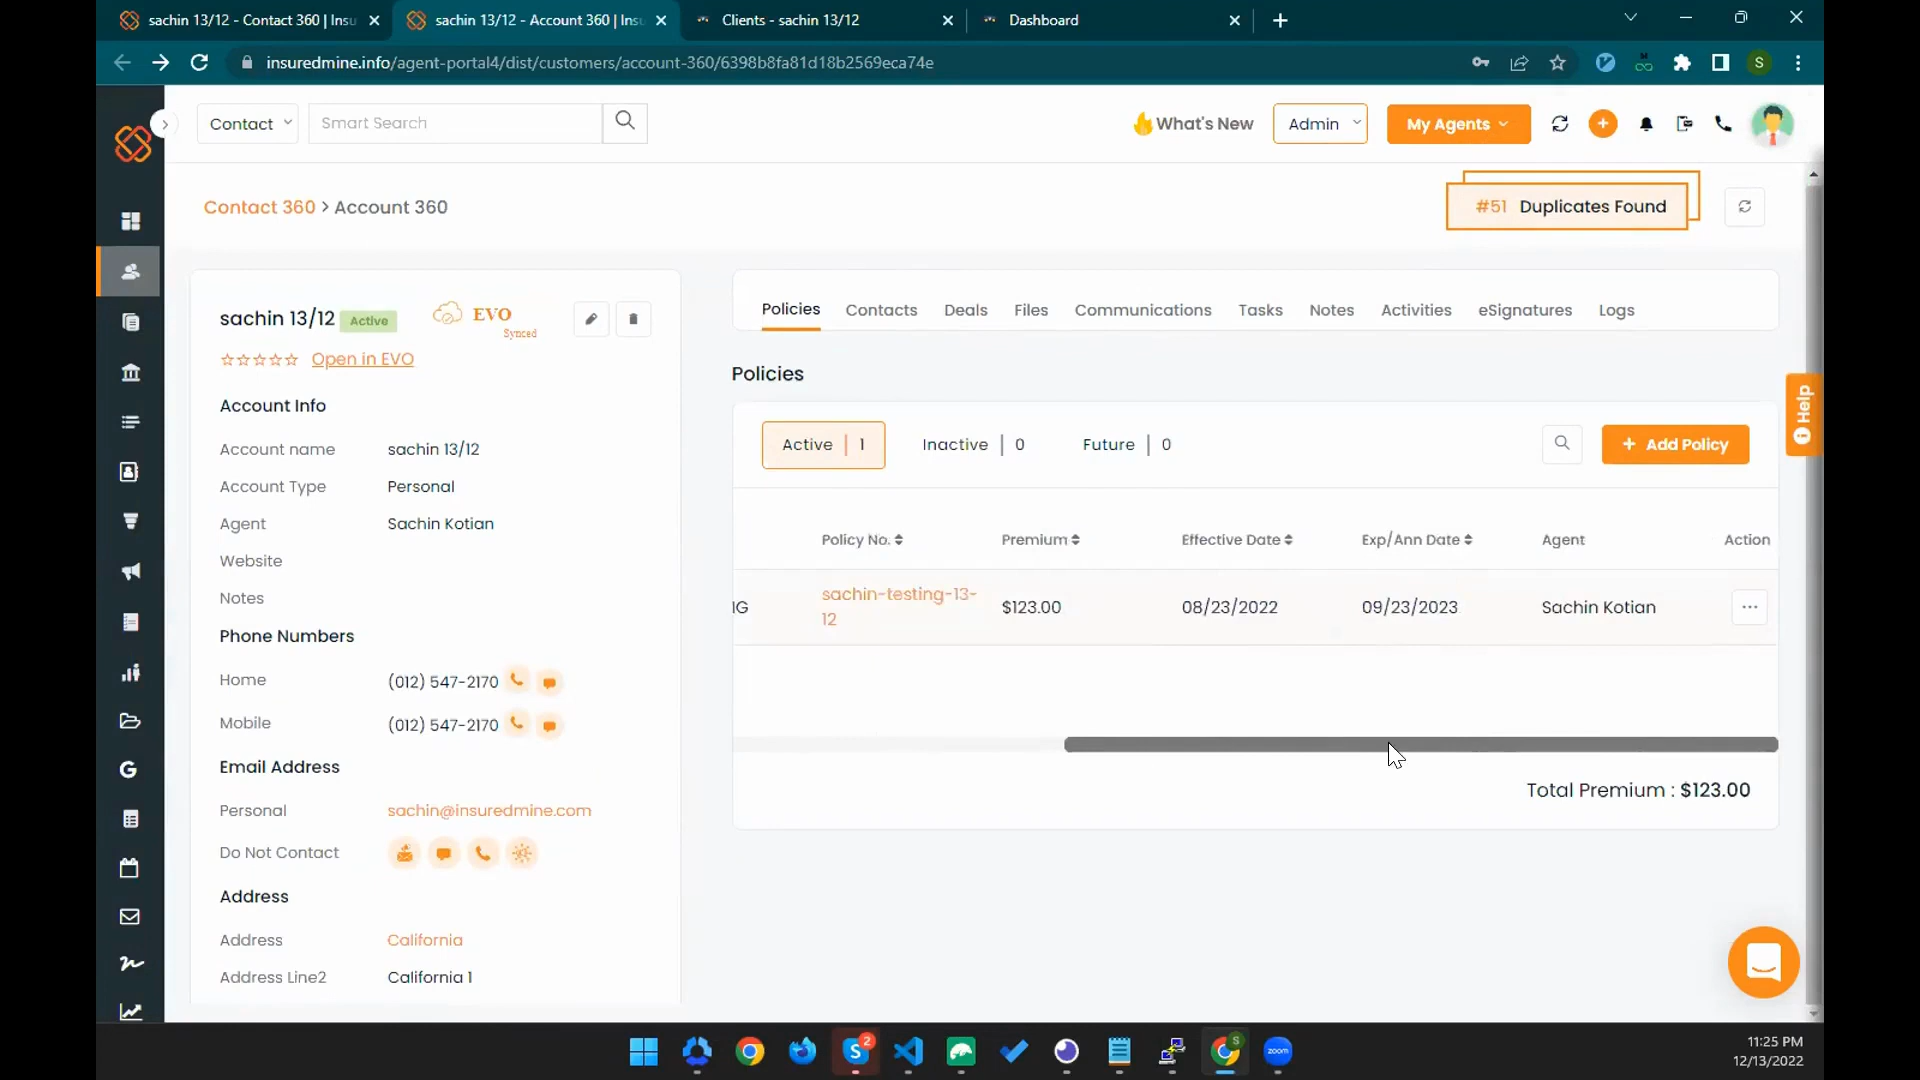 sachin 13/12 - Contact 360 | Insu
sachin 13/12 - Account 360 | Insu
Clients - sachin 13/12
Dashboard
insuredmine.info/agent-portal4/dist/customers/account-360/6398b8fa81d18b2569eca74e
S
Contact
Smart Search
What's New
Admin
My Agents
Contact 360 > Account 360
#51 Duplicates Found
sachin 13/12
Active
EVO
Synced
Open in EVO
Account Info
Account name sachin 13/12
Account Type Personal
Agent Sachin Kotian
Website
Notes
Phone Numbers
Home (012) 547-2170
Mobile (012) 547-2170
Email Address
Personal sachin@insuredmine.com
Do Not Contact
Address
Address California
Address Line2 California 1
Policies Contacts Deals Files Communications Tasks Notes Activities eSignatures Logs
Policies
Active | 1
Inactive | 0
Future | 0
+ Add Policy
Policy No. Premium Effective Date Exp/Ann Date Agent Action
IG sachin-testing-13-
12
$123.00 08/23/2022 09/23/2023 Sachin Kotian ...
Total Premium : $123.00
Help
G
2
S
zoom
11:25 PM
12/13/2022